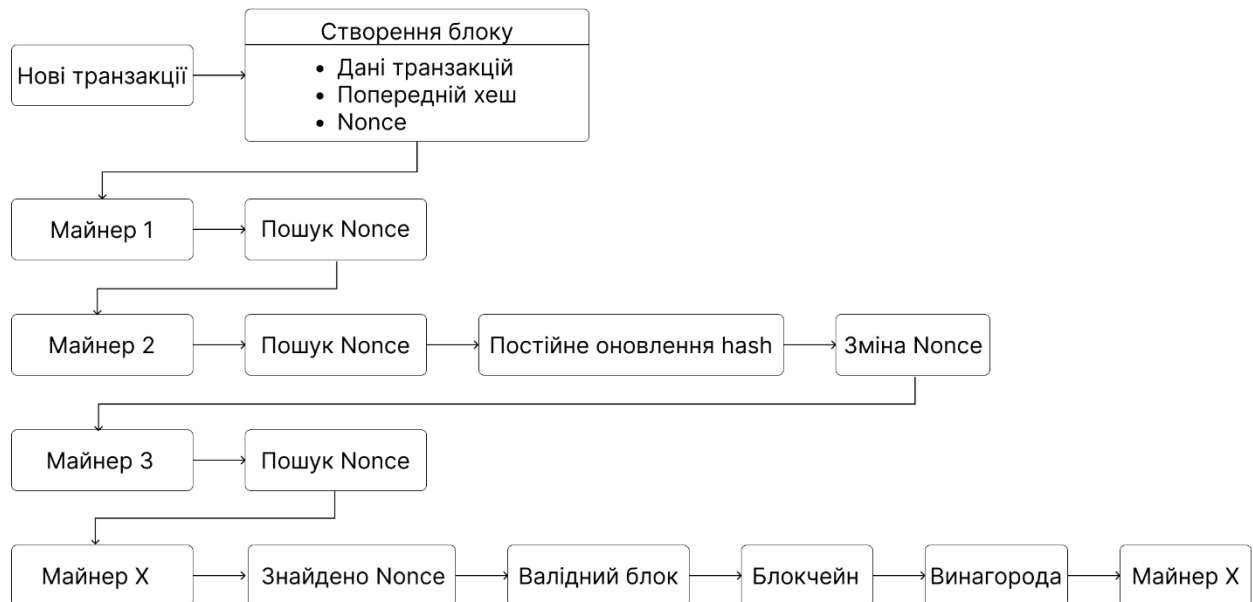 Створення блоку
Нові транзакції
• Дані транзакцій
• Попередній хеш
• Nonce
Майнер 1
Пошук Nonce
Майнер 2
Пошук Nonce
Постійне оновлення hash
Зміна Nonce
Майнер 3
Пошук Nonce
Майнер X
Знайдено Nonce
Валідний блок
Блокчейн
Винагорода
Майнер X